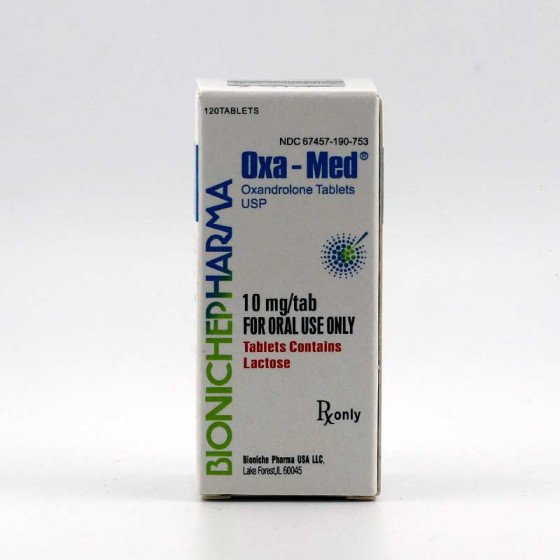 120TABLETS
NDC 67457-190-753
Oxa-Med®
Oxandrolone Tablets
USP
BIONICHEPHARMA
10 mg/tab
FOR ORAL USE ONLY
Tablets Contains
Lactose
Rx only
Bioniche Pharma USA LLC,
Lake Forest,IL 60045